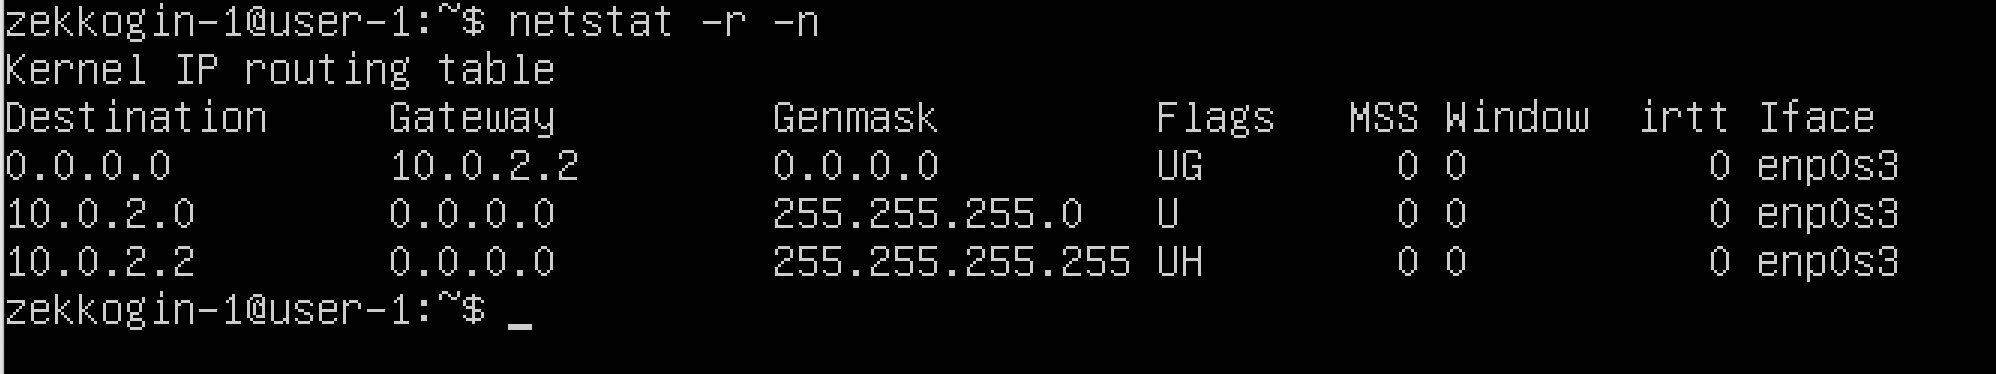 zekkogin-1@user-1:~$ netstat -r -n
Kernel IP routing table
Destination     Gateway         Genmask         Flags   MSS Window  irtt Iface
0.0.0.0         10.0.2.2        0.0.0.0         UG        0 0          0 enp0s3
10.0.2.0        0.0.0.0         255.255.255.0   U         0 0          0 enp0s3
10.0.2.2        0.0.0.0         255.255.255.255 UH        0 0          0 enp0s3
zekkogin-1@user-1:~$ _